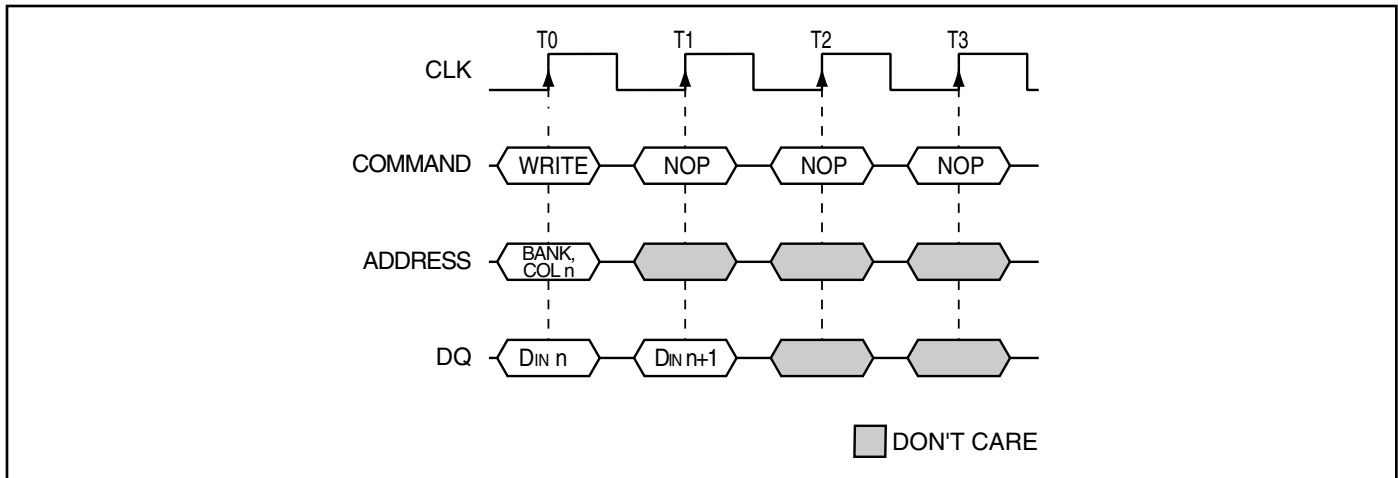 T0 T1 T2 T3
CLK
COMMAND WRITE NOP NOP NOP
ADDRESS BANK,
COL n
DQ DIN n DIN n+1
DON'T CARE